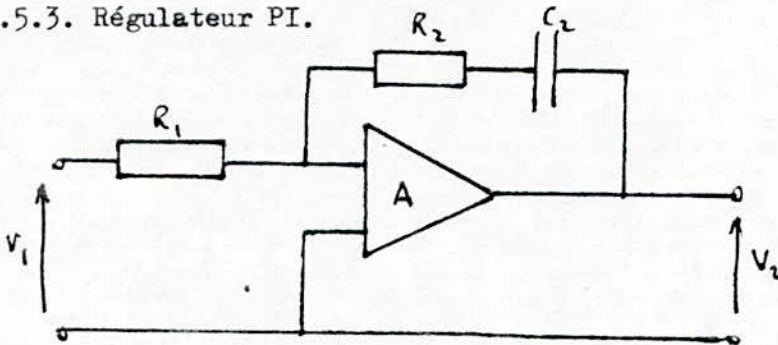 .5.3. Régulateur PI.
R₂ C₂
R₁
A
V₁
V₂